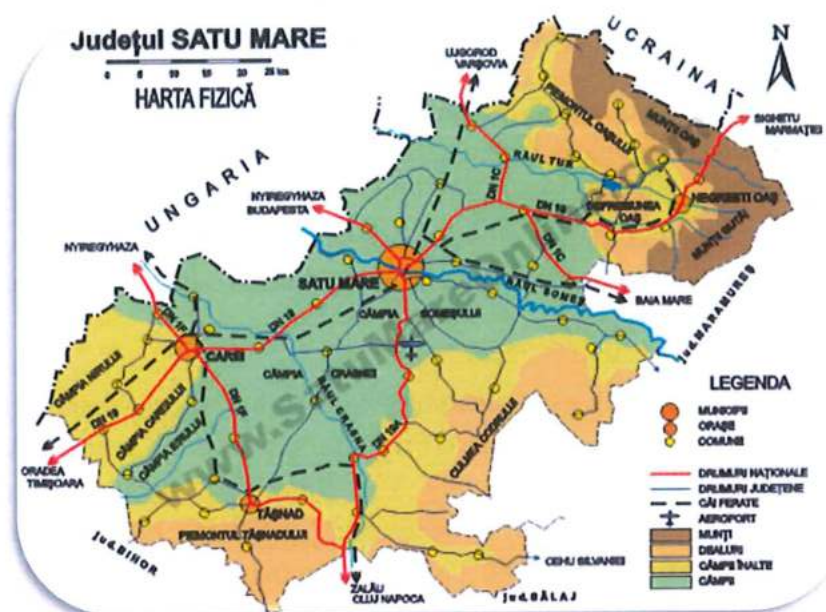 Județul SATU MARE
0 5 10 15 20 25 km
HARTA FIZICĂ
UCRAINA
N
UJGOROD
VARȘOVIA
SIGHETU
MARMAȚIEI
MUNȚII OAȘ
PIEMONTUL OAȘULUI
RÂUL TUR
DN 1C
DN 19
DEPRESIUNEA
OAȘ
NEGREȘTI OAȘ
MUNȚII GUTÂI
UNGARIA
NYIREGYHAZA
BUDAPESTA
DN 1C
SATU MARE
RÂUL SOMEȘ
BAIA MARE
jud. MARAMUREȘ
NYIREGYHAZA
DN 1F
DN 19
CÂMPIA SOMEȘULUI
CAREI
CÂMPIA CRASNEI
RÂUL CRASNA
CÂMPIA NIRULUI
DN 19
CÂMPIA CAREIULUI
CÂMPIA ERULUI
DN 1F
DN 19A
CULMEA CODRULUI
ORADEA
TIMIȘOARA
TĂȘNAD
PIEMONTUL TĂȘNADULUI
jud. BIHOR
ZALĂU
CLUJ NAPOCA
CEHU SILVANIEI
jud. SĂLAJ
LEGENDA
MUNICIPII
ORAȘE
COMUNE
DRUMURI NAȚIONALE
DRUMURI JUDEȚENE
CĂI FERATE
AEROPORT
MUNȚI
DEALURI
CÂMPII ÎNALTE
CÂMPII